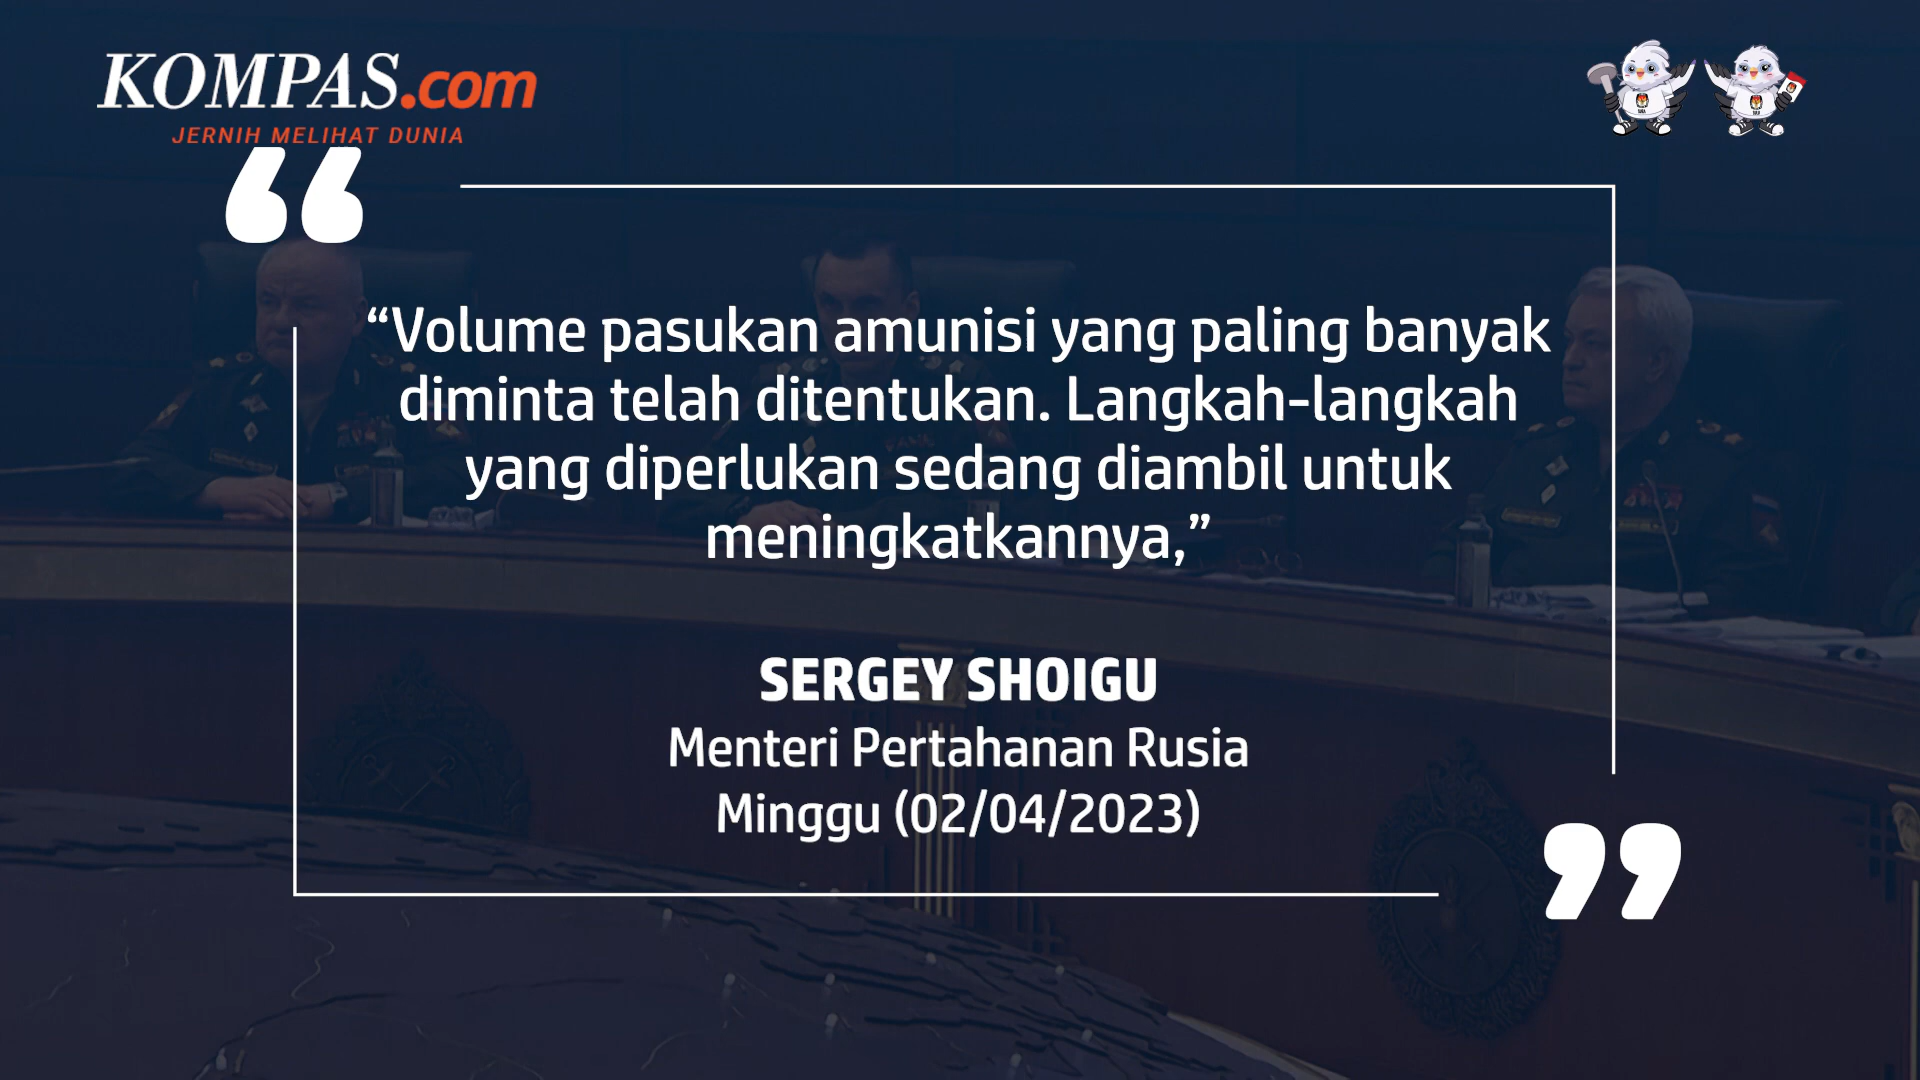 KOMPAS.com
JERNIH MELIHAT DUNIA
“Volume pasukan amunisi yang paling banyak
diminta telah ditentukan. Langkah-langkah
yang diperlukan sedang diambil untuk
meningkatkannya,”
SERGEY SHOIGU
Menteri Pertahanan Rusia
Minggu (02/04/2023)